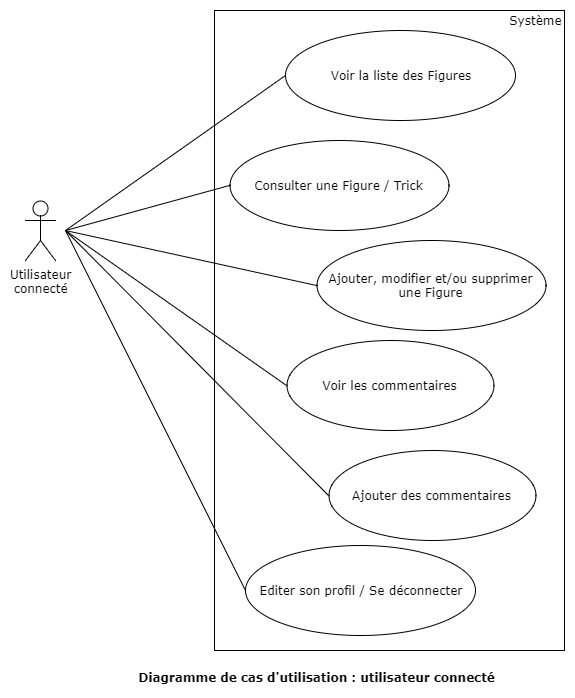 Système
Voir la liste des Figures
Consulter une Figure / Trick
Utilisateur
connecté
Ajouter, modifier et/ou supprimer
une Figure
Voir les commentaires
Ajouter des commentaires
Editer son profil / Se déconnecter
Diagramme de cas d'utilisation : utilisateur connecté